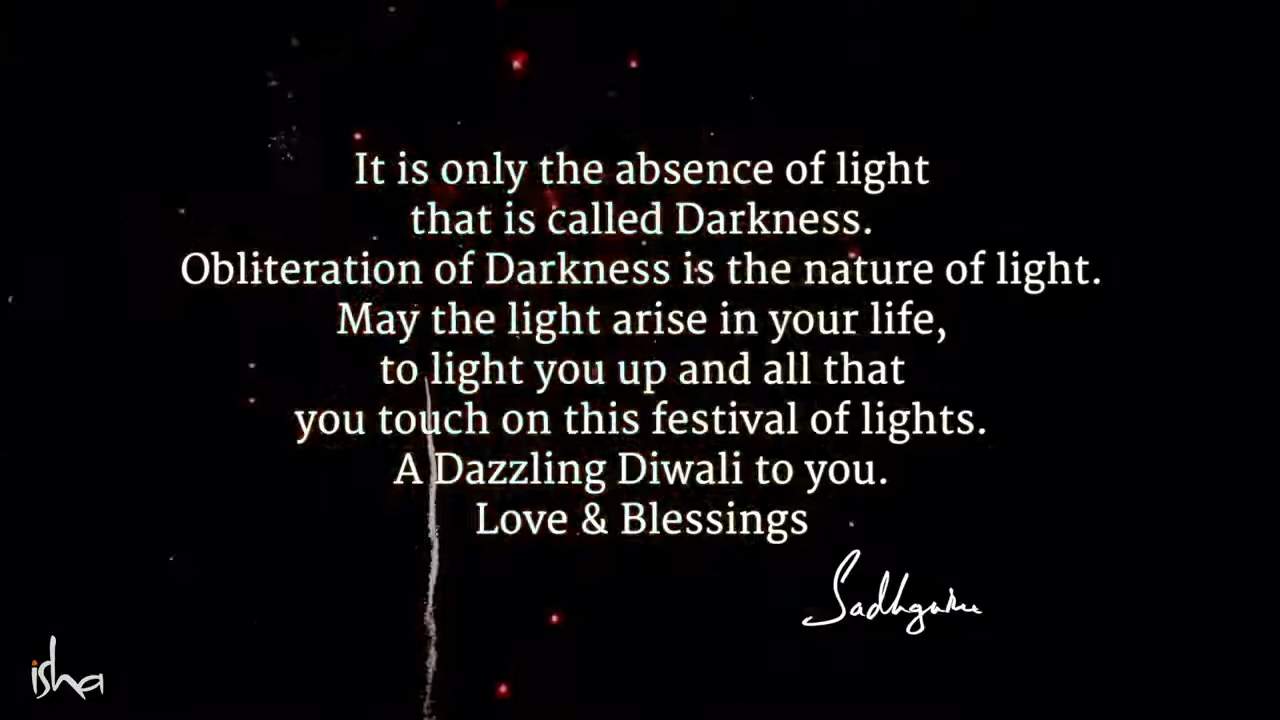 It is only the absence of light
that is called Darkness.
Obliteration of Darkness is the nature of light.
May the light arise in your life,
to light you up and all that
you touch on this festival of lights.
A Dazzling Diwali to you.
Love & Blessings
Sadhguru
isha